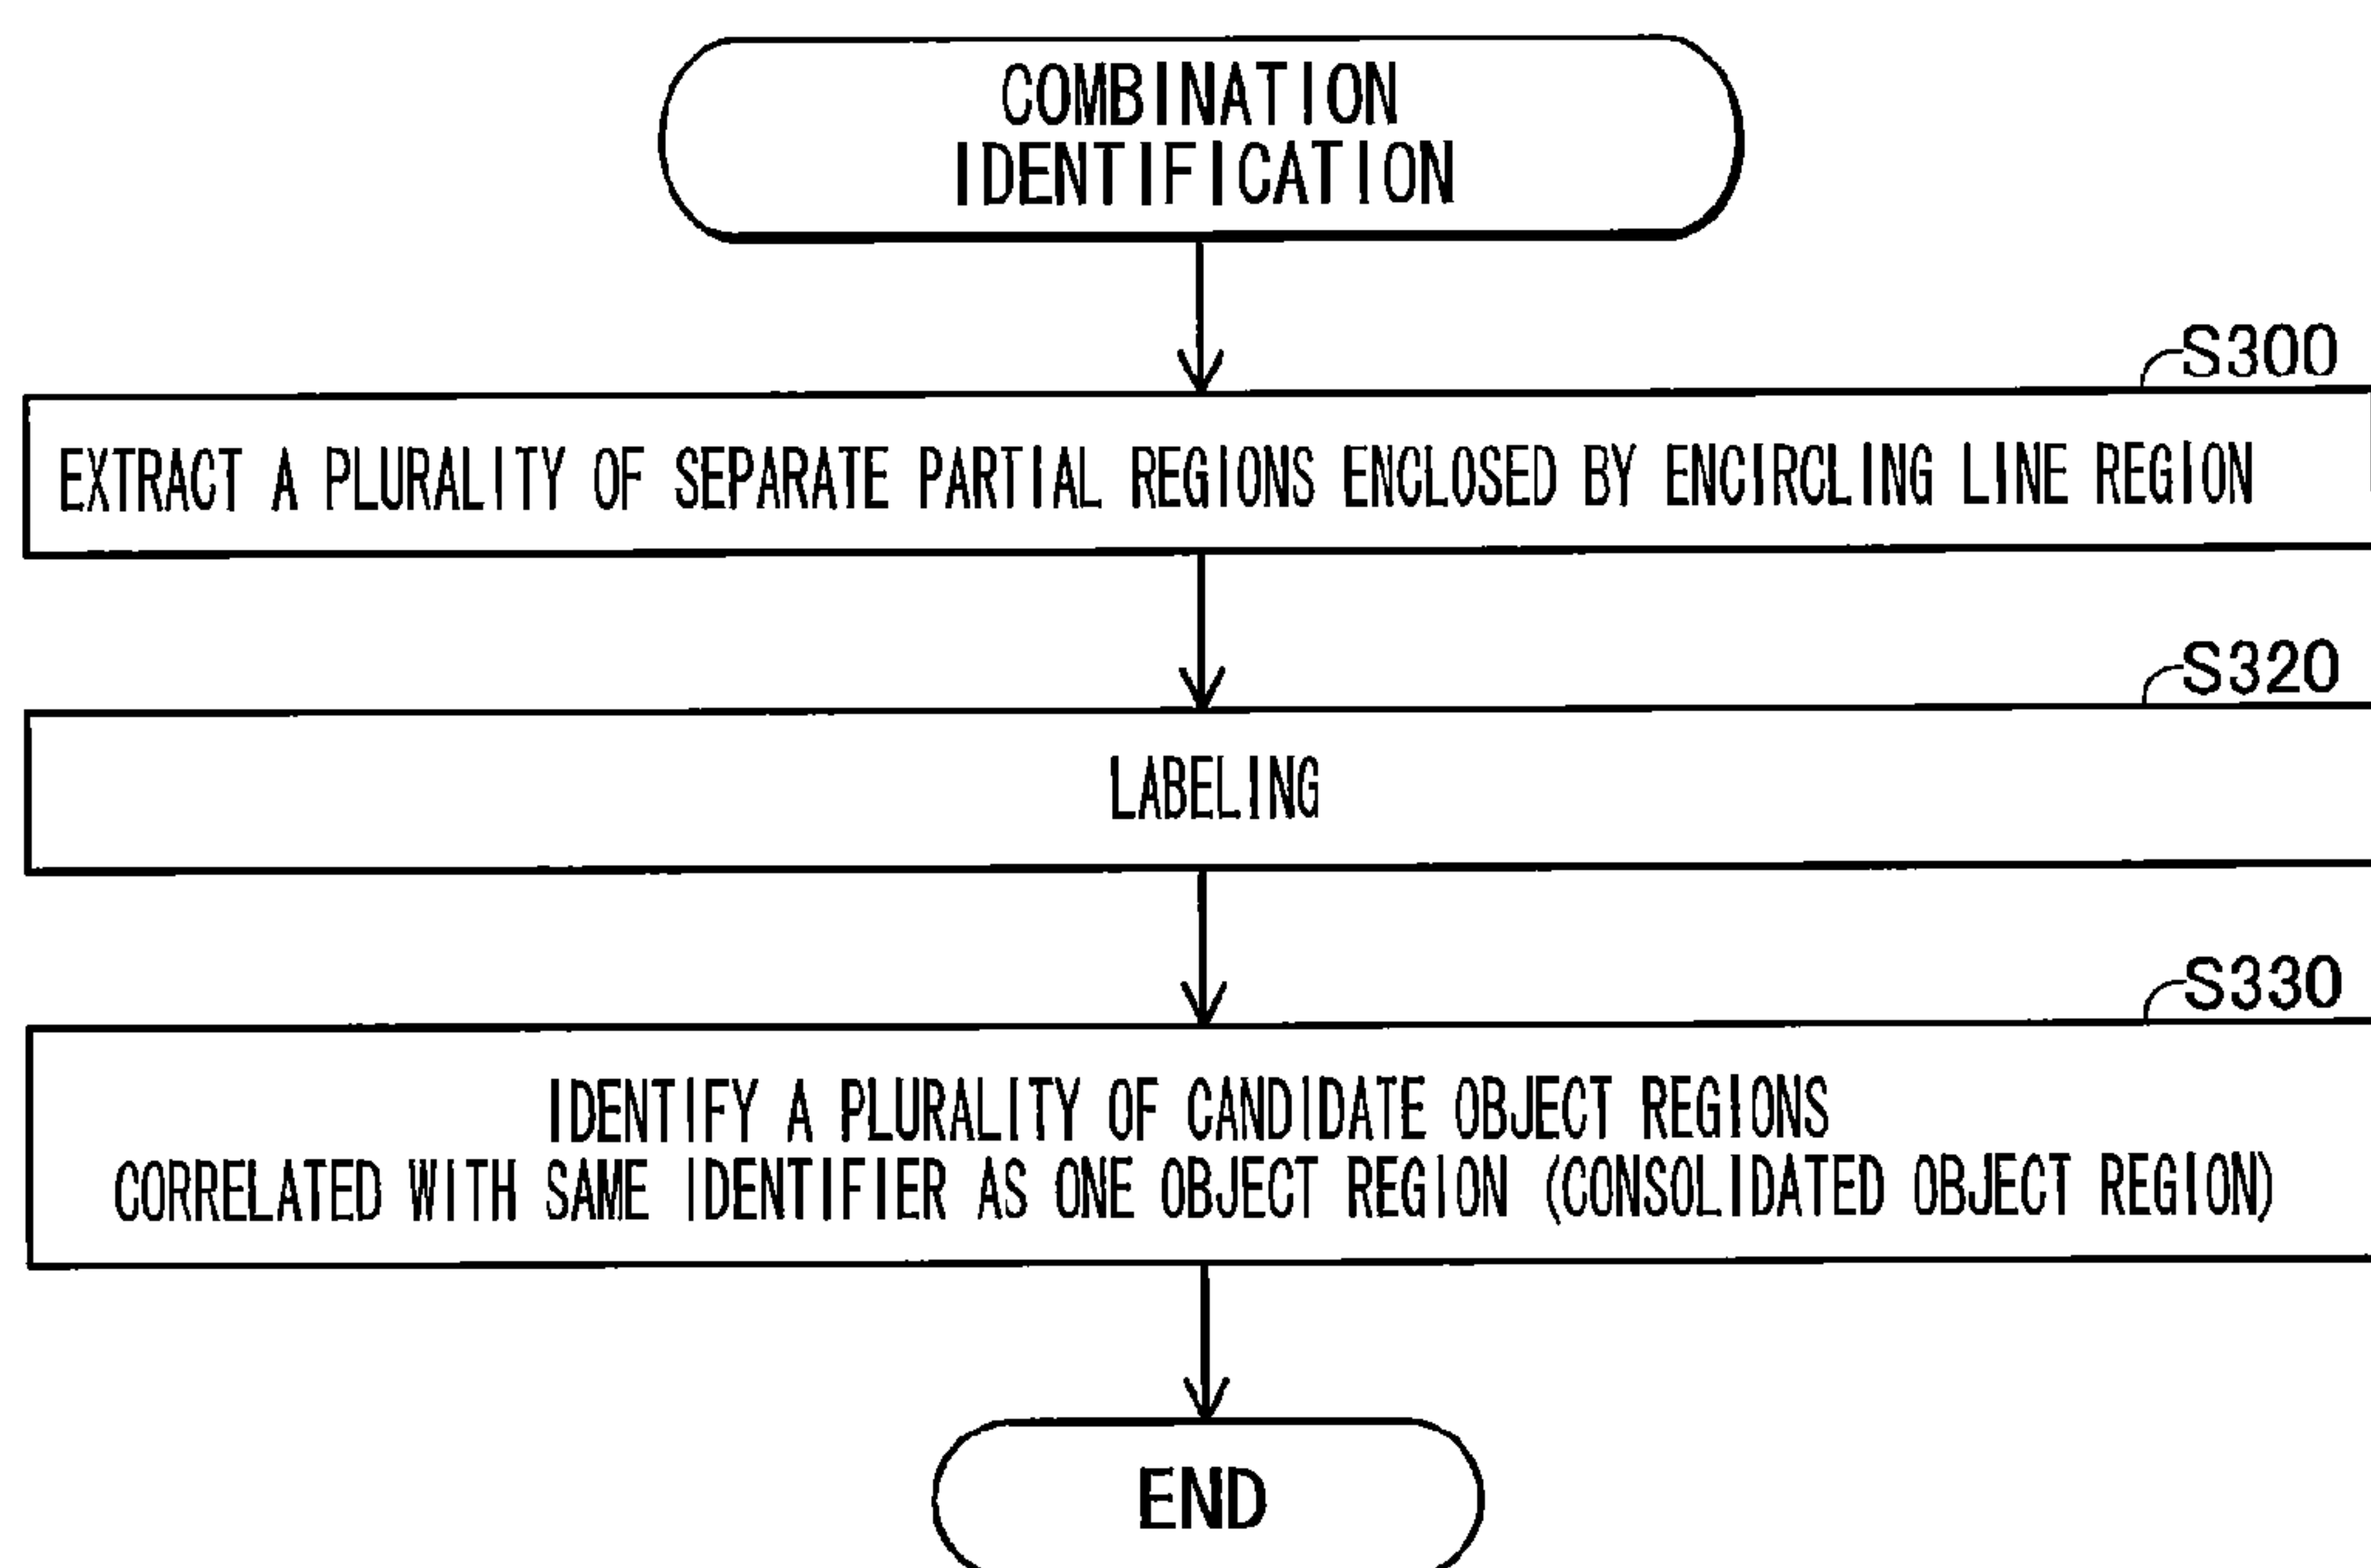 COMBINATION
IDENTIFICATION
S300
EXTRACT A PLURALITY OF SEPARATE PARTIAL REGIONS ENCLOSED BY ENCIRCLING LINE REGION
S320
LABELING
S330
IDENTIFY A PLURALITY OF CANDIDATE OBJECT REGIONS
CORRELATED WITH SAME IDENTIFIER AS ONE OBJECT REGION (CONSOLIDATED OBJECT REGION)
END